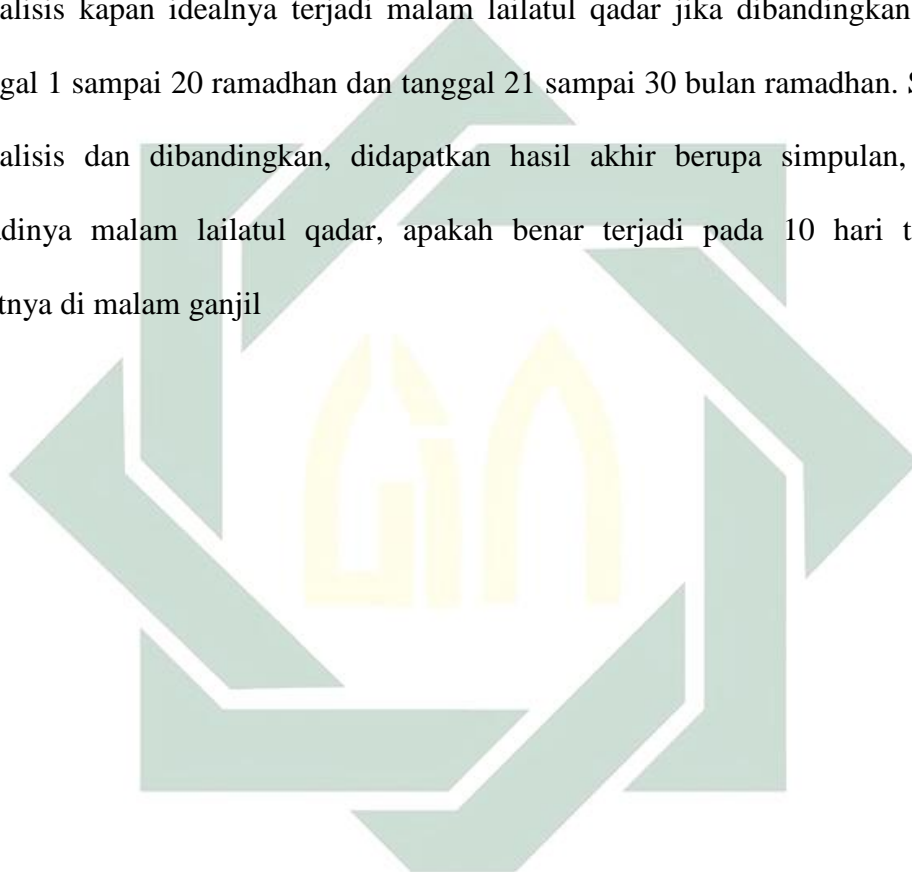 alisis kapan idealnya terjadi malam lailatul qadar jika dibandingkan
gal 1 sampai 20 ramadhan dan tanggal 21 sampai 30 bulan ramadhan. S
alisis dan dibandingkan, didapatkan hasil akhir berupa simpulan,
adinya malam lailatul qadar, apakah benar terjadi pada 10 hari t
tnya di malam ganjil